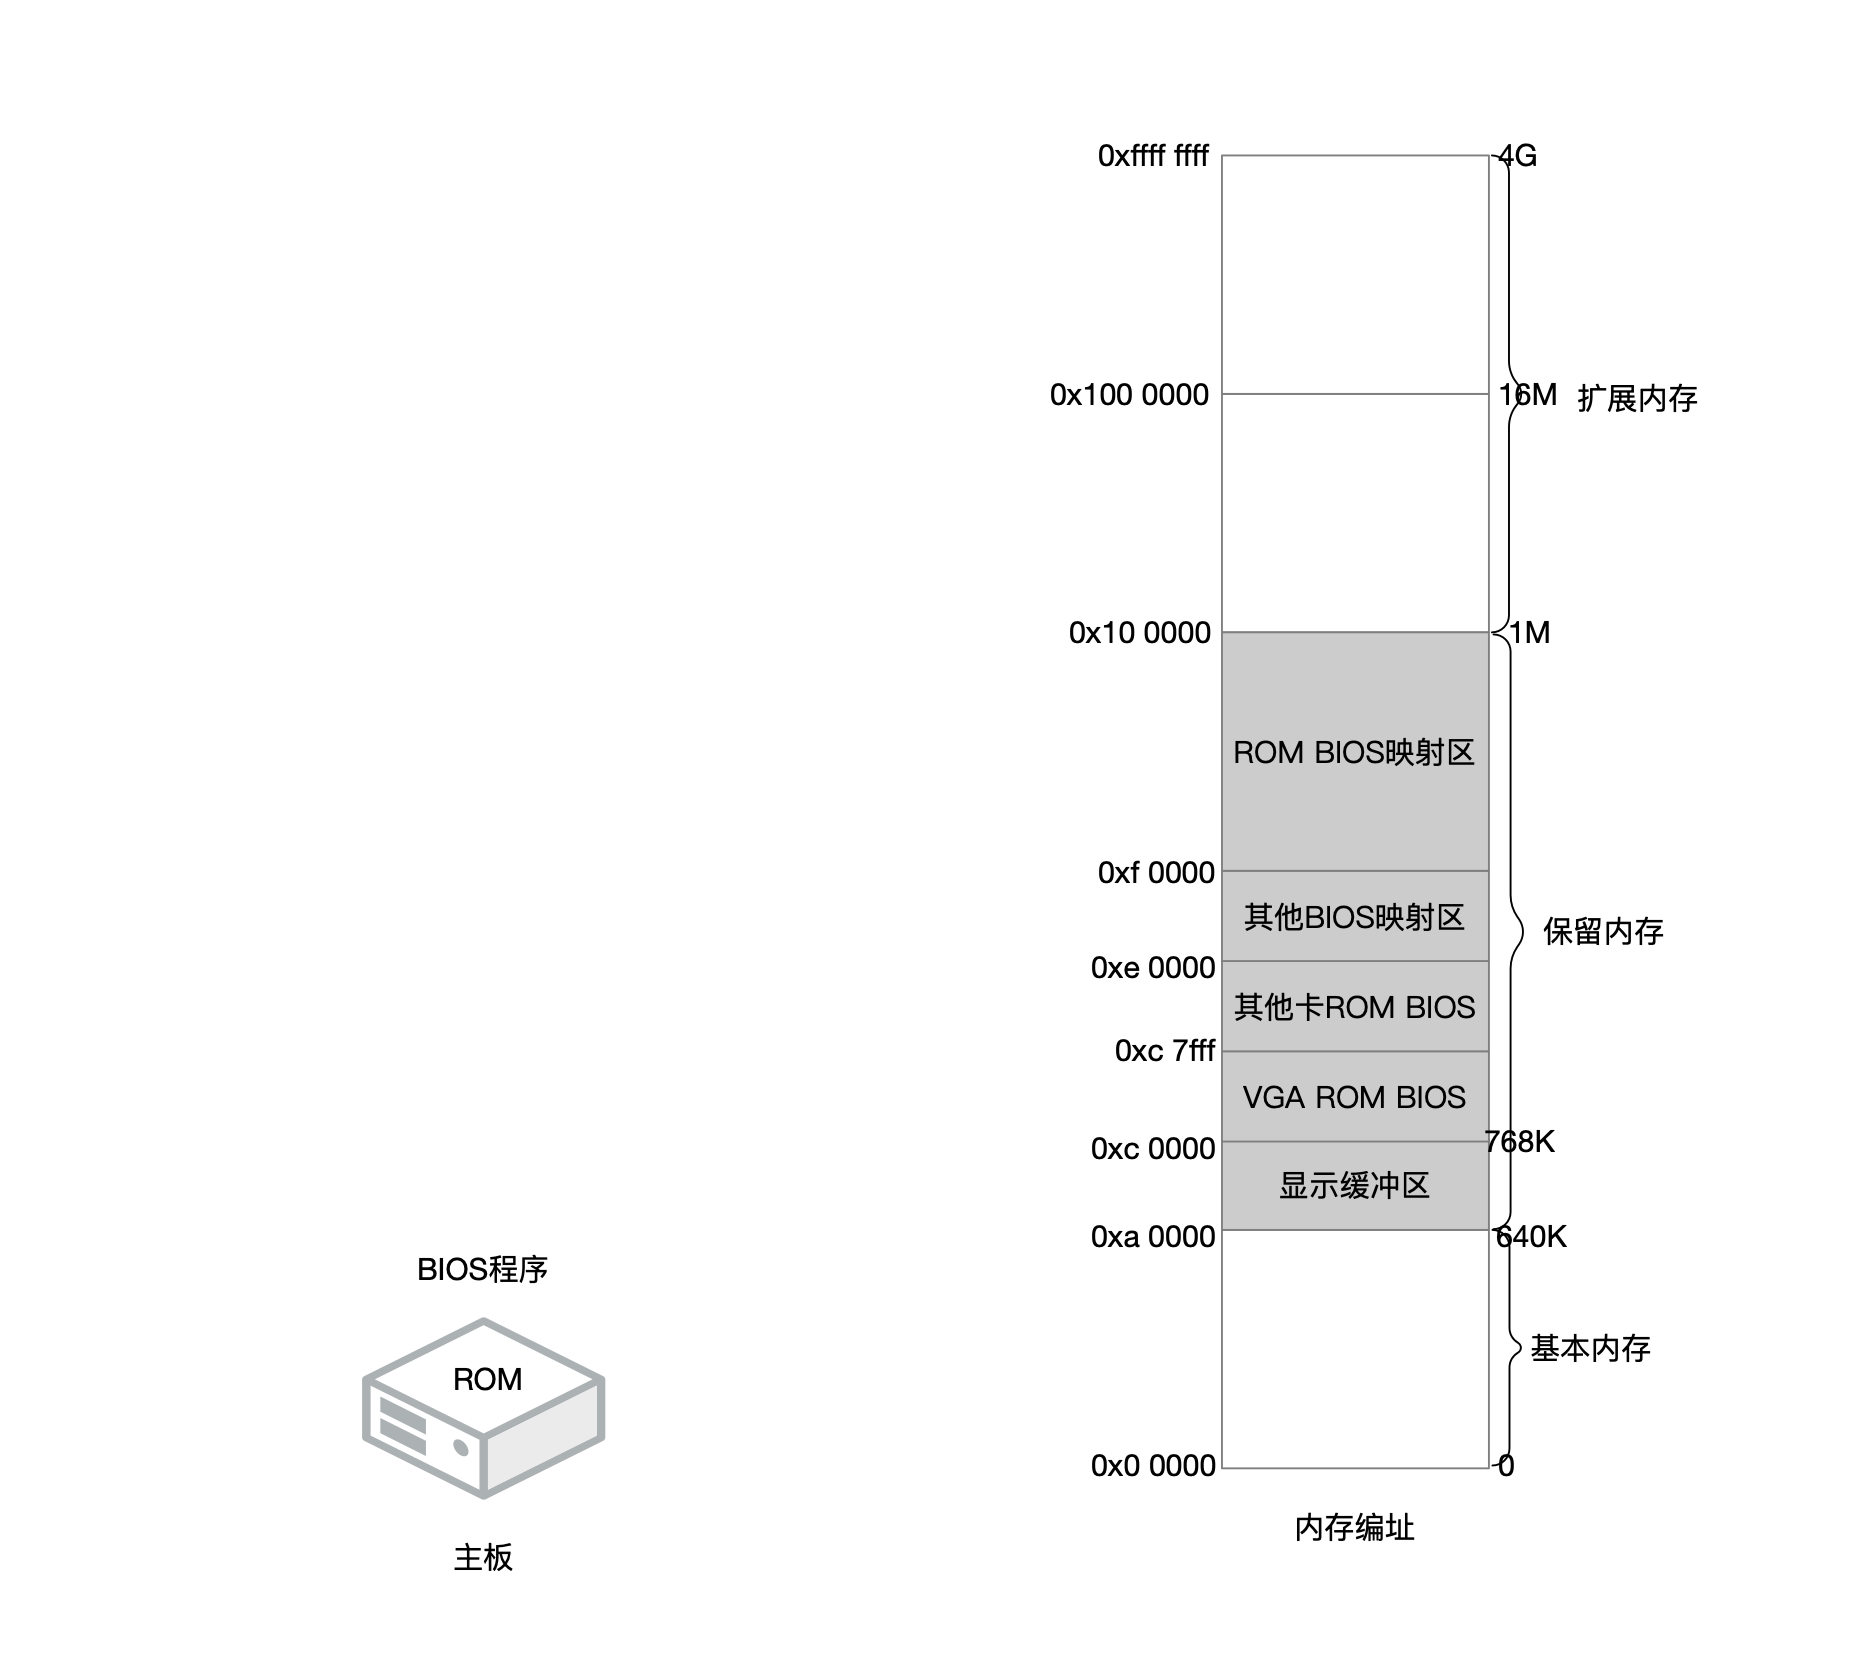 0xffff ffff
4G
0x100 0000
16M
扩展内存
0x10 0000
1M
ROM BIOS映射区
0xf 0000
其他BIOS映射区
保留内存
0xe 0000
其他卡ROM BIOS
0xc 7fff
VGA ROM BIOS
0xc 0000
768K
显示缓冲区
0xa 0000
640K
BIOS程序
基本内存
ROM
0x0 0000
0
内存编址
主板